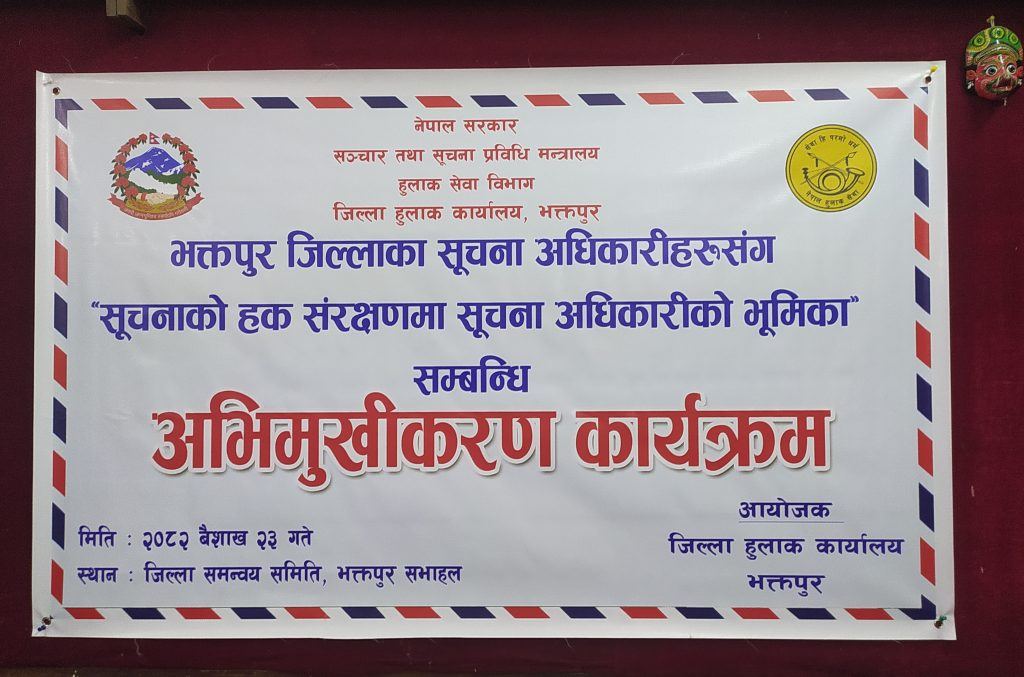 नेपाल सरकार
सञ्चार तथा सूचना प्रविधि मन्त्रालय
हुलाक सेवा विभाग
जिल्ला हुलाक कार्यालय, भक्तपुर
सेवा हि परमो धर्म
नेपाल हुलाक सेवा
भक्तपुर जिल्लाका सूचना अधिकारीहरुसंग
“सूचनाको हक संरक्षणमा सूचना अधिकारीको भूमिका”
सम्बन्धि
अभिमुखीकरण कार्यक्रम
मिति : २०८२ बैशाख २३ गते
स्थान : जिल्ला समन्वय समिति, भक्तपुर सभाहल
आयोजक
जिल्ला हुलाक कार्यालय
भक्तपुर